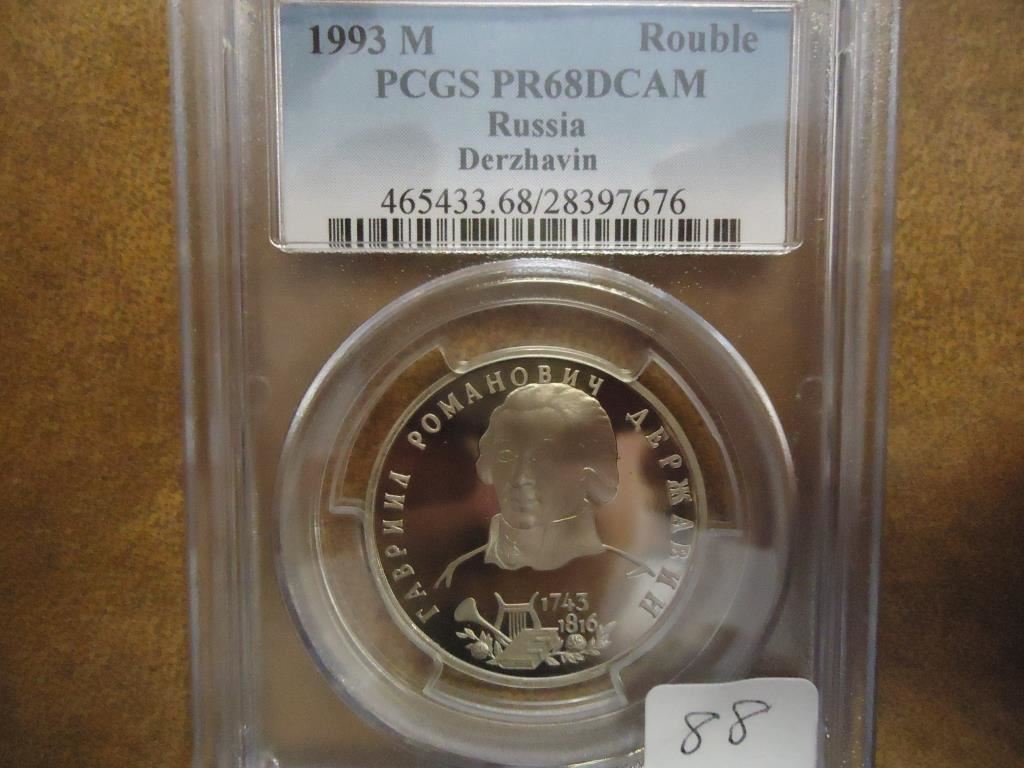 1993 M Rouble
PCGS PR68DCAM
Russia
Derzhavin
465433.68/28397676
ГАВРИИЛ РОМАНОВИЧ ДЕРЖАВИН
1743
1816
88